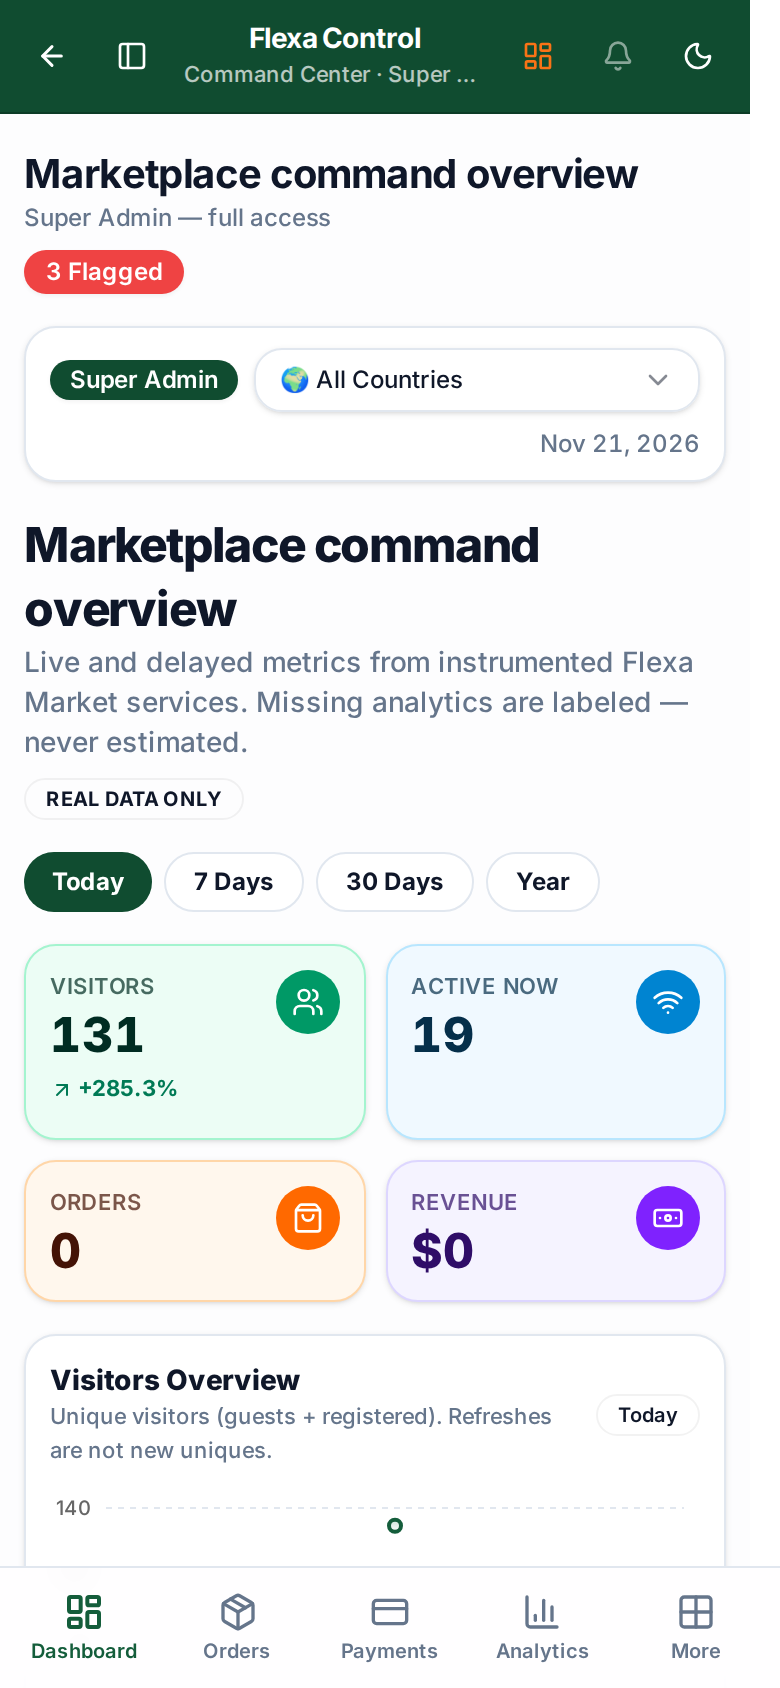 Flexa Control
Command Center · Super ...
Marketplace command overview
Super Admin — full access
3 Flagged
Super Admin
🌍 All Countries
Nov 21, 2026
Marketplace command
overview
Live and delayed metrics from instrumented Flexa
Market services. Missing analytics are labeled —
never estimated.
REAL DATA ONLY
Today
7 Days
30 Days
Year
VISITORS
131
+285.3%
ACTIVE NOW
19
ORDERS
0
REVENUE
$0
Visitors Overview
Unique visitors (guests + registered). Refreshes
are not new uniques.
Today
140
Dashboard
Orders
Payments
Analytics
More